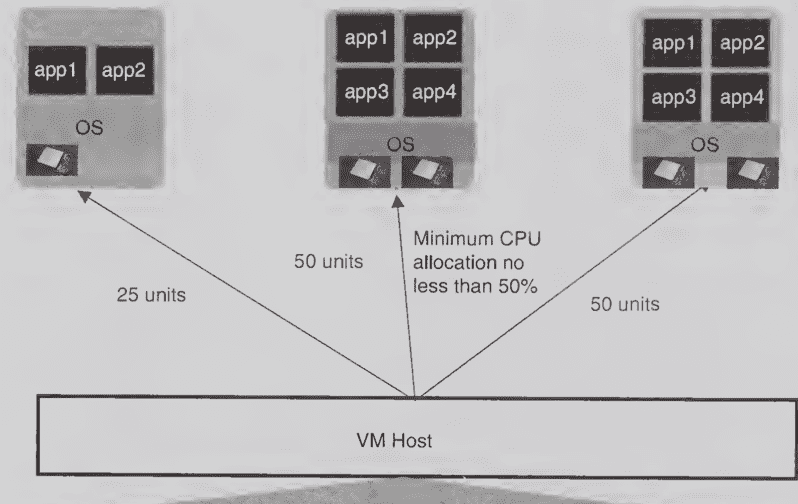 app1 app2
OS
app1 app2
app3 app4
OS
app1 app2
app3 app4
OS
25 units
50 units
Minimum CPU
allocation no
less than 50%
50 units
VM Host